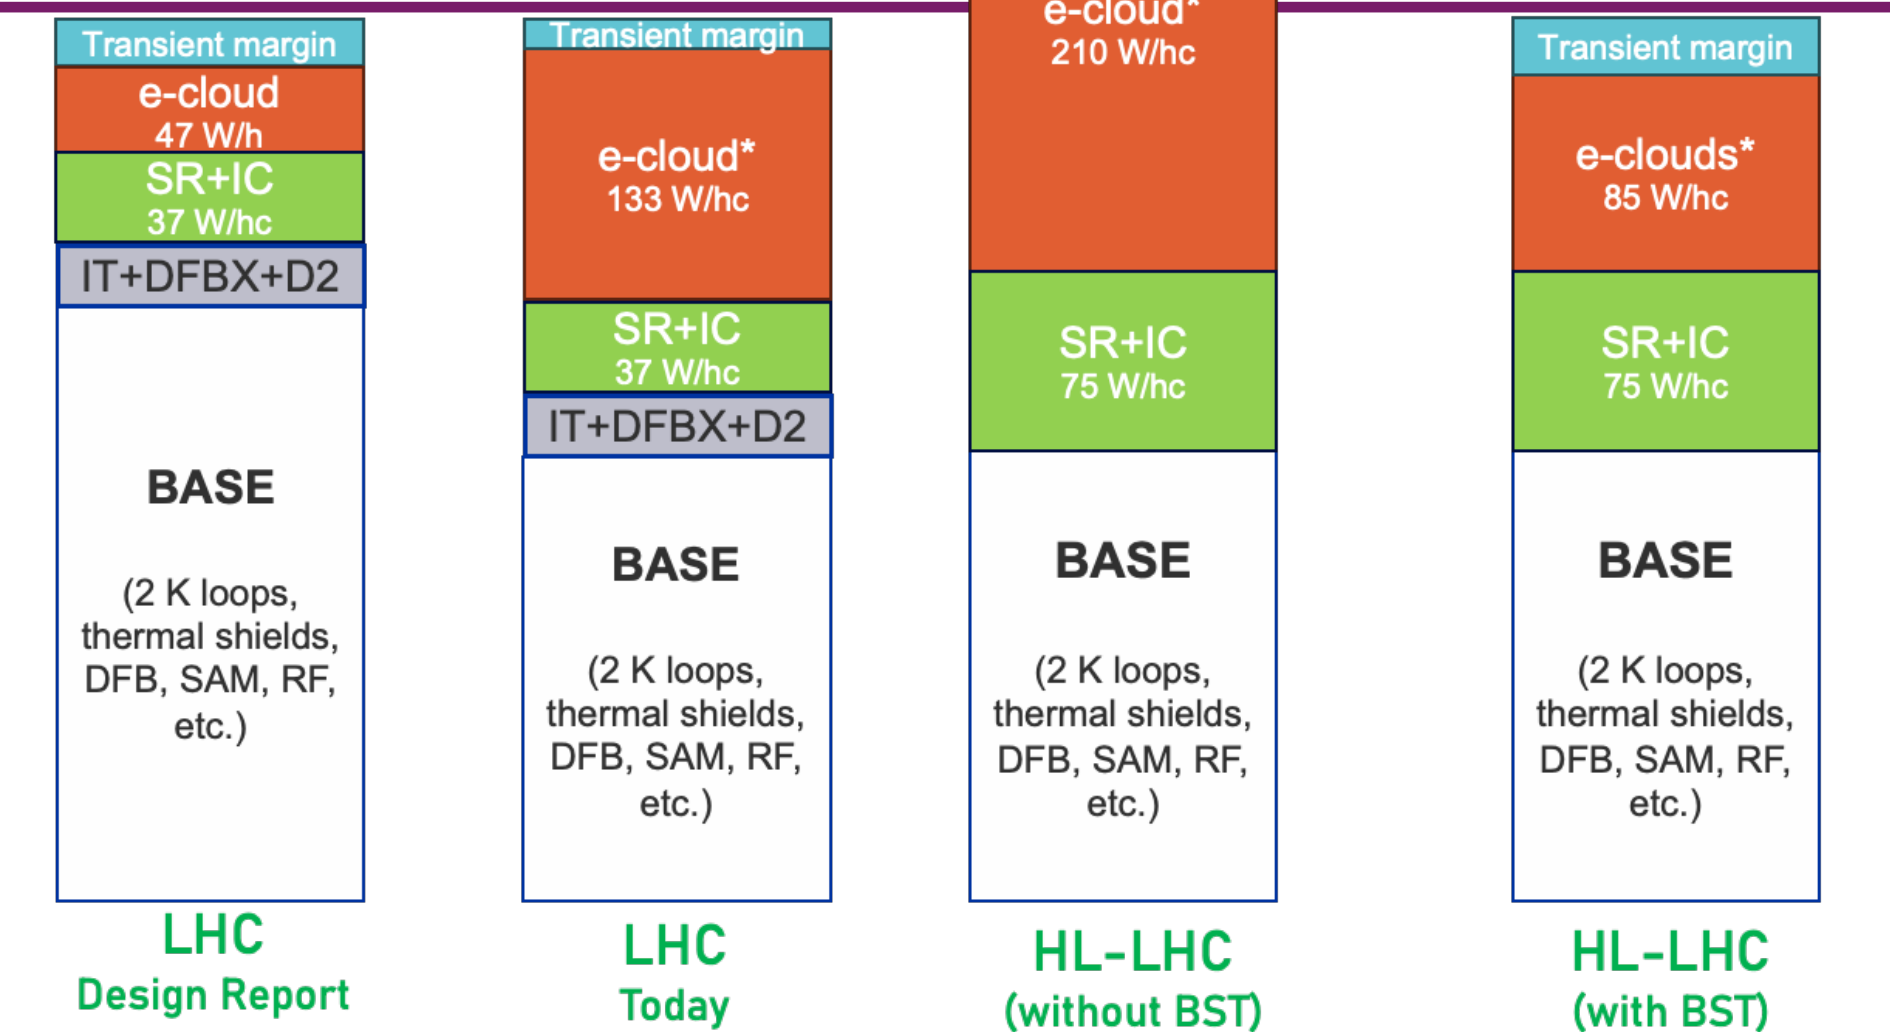 Transient margin
e-cloud
47 W/h
SR+IC
37 W/hc
IT+DFBX+D2
BASE
(2 K loops,
thermal shields,
DFB, SAM, RF,
etc.)
LHC
Design Report
Transient margin
e-cloud*
133 W/hc
SR+IC
37 W/hc
IT+DFBX+D2
BASE
(2 K loops,
thermal shields,
DFB, SAM, RF,
etc.)
LHC
Today
e-cloud*
210 W/hc
SR+IC
75 W/hc
BASE
(2 K loops,
thermal shields,
DFB, SAM, RF,
etc.)
HL-LHC
(without BST)
Transient margin
e-clouds*
85 W/hc
SR+IC
75 W/hc
BASE
(2 K loops,
thermal shields,
DFB, SAM, RF,
etc.)
HL-LHC
(with BST)